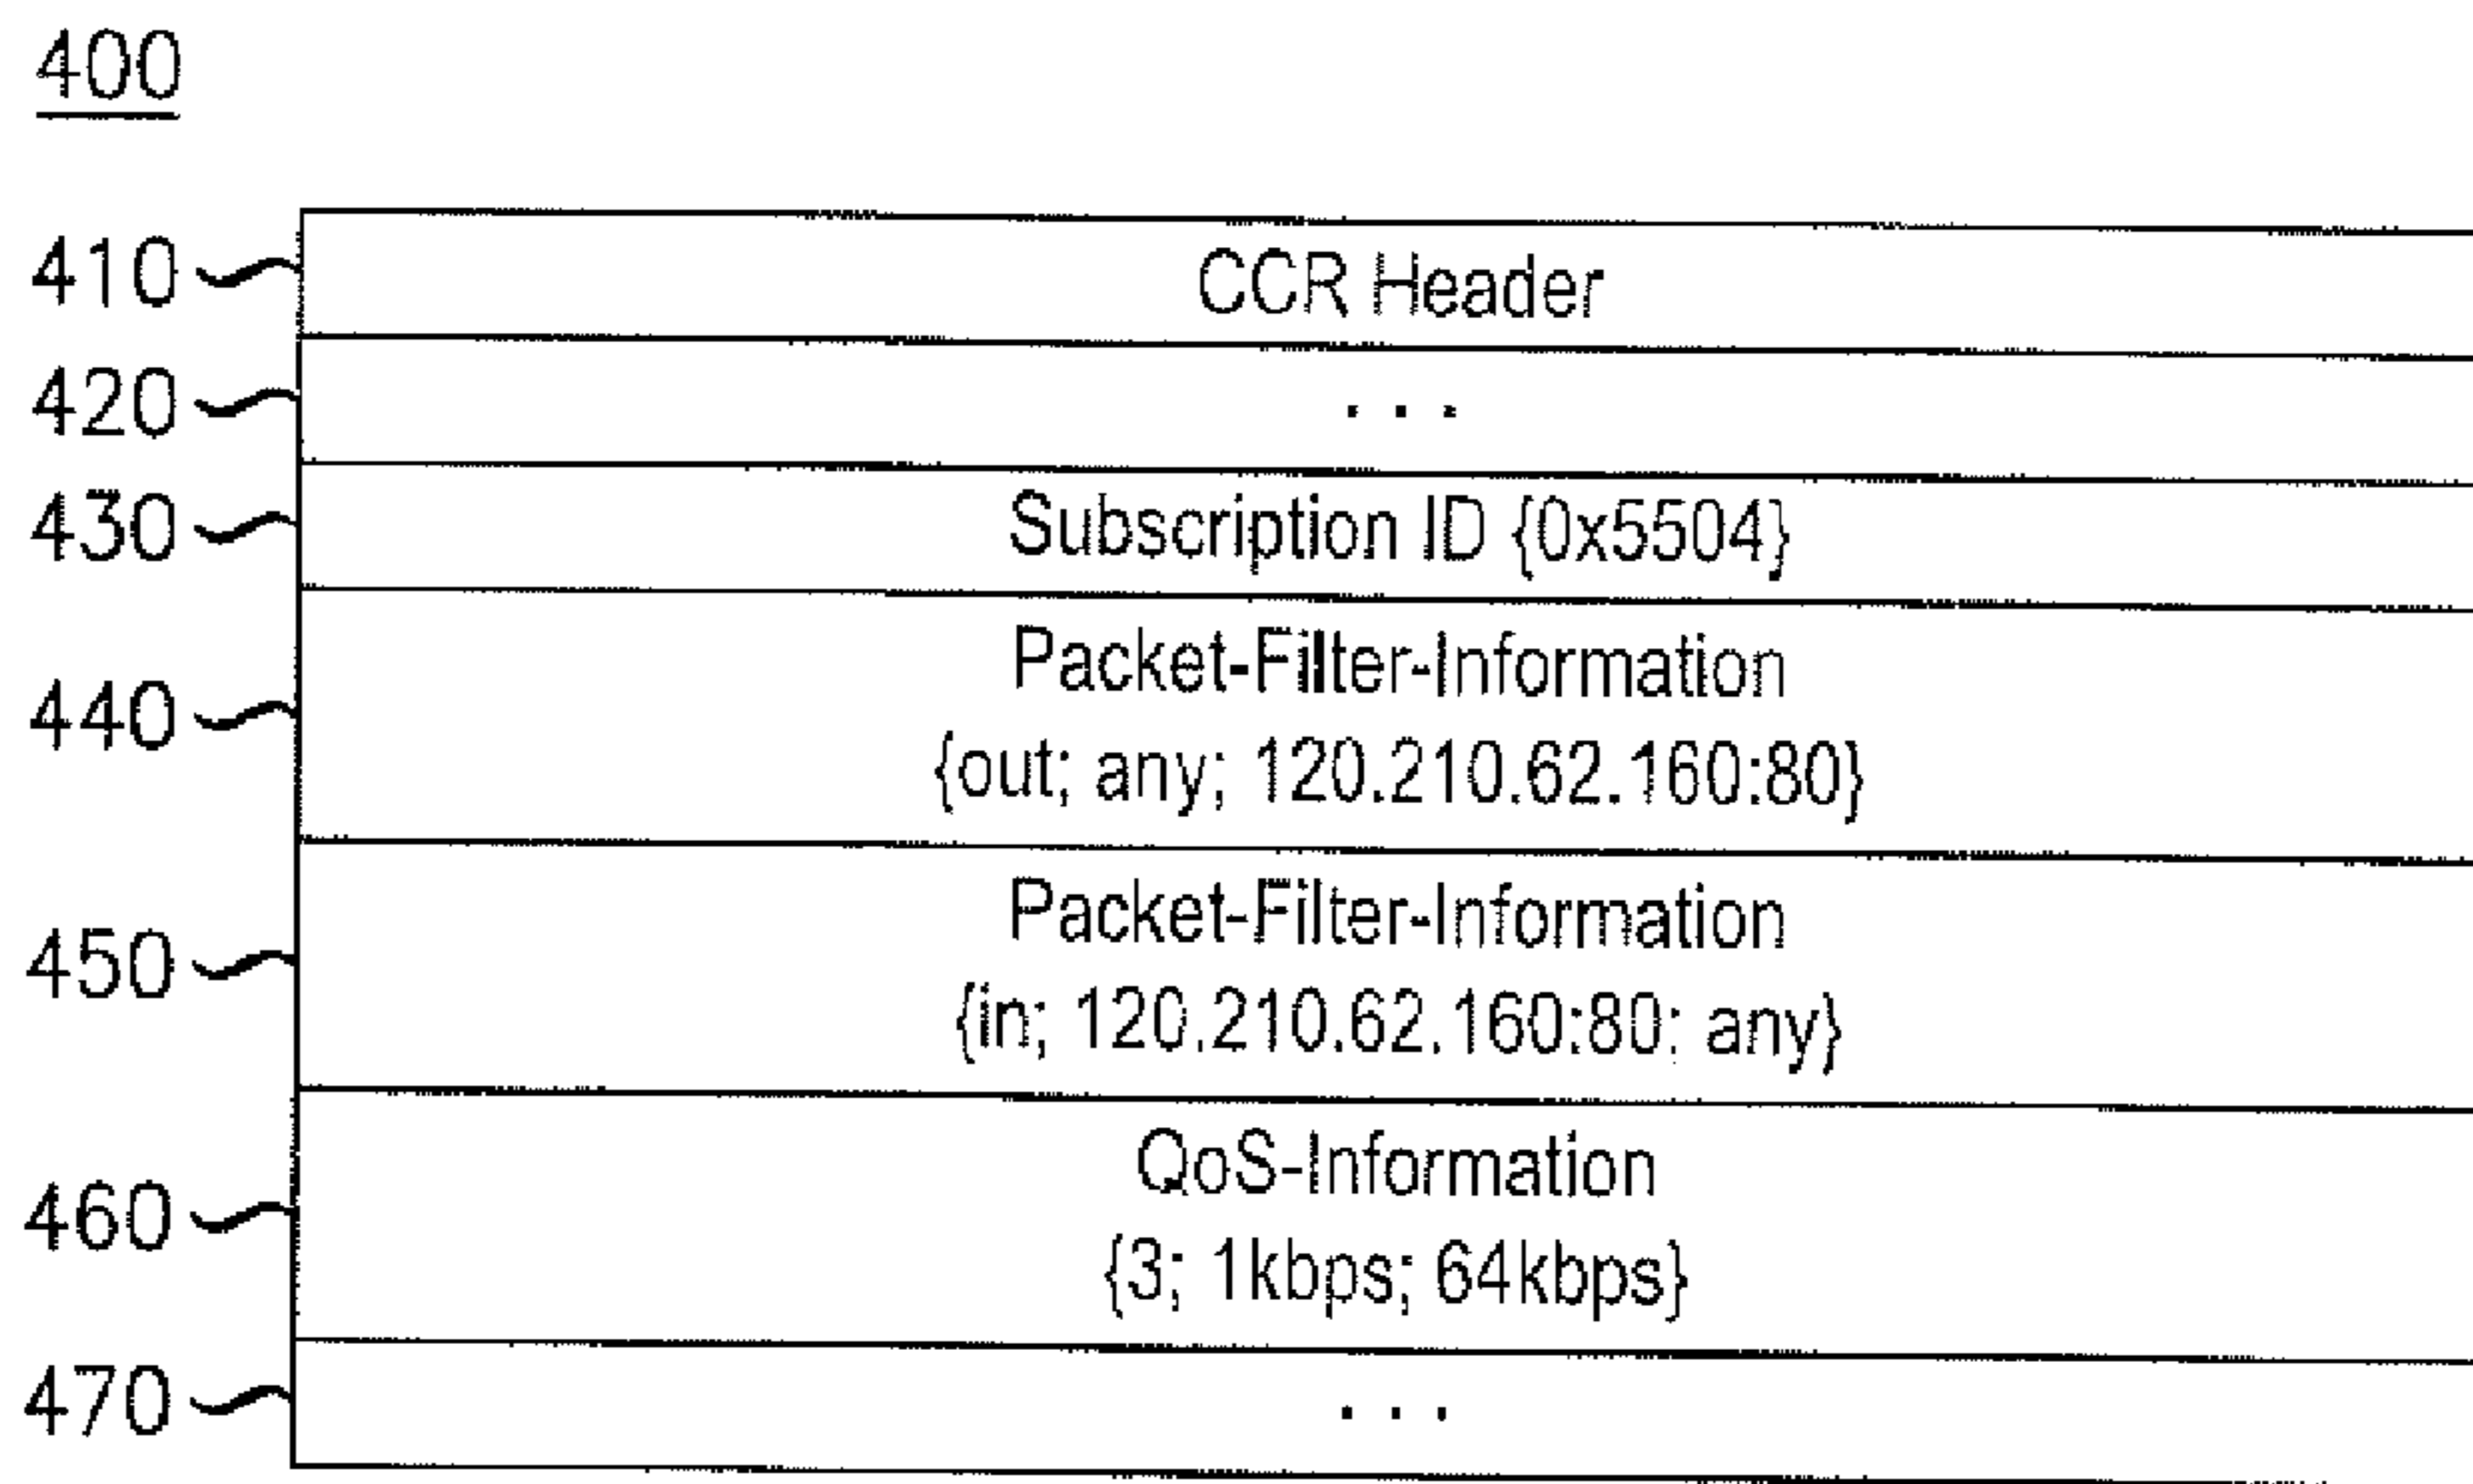 400
410 CCR Header
420 ...
430 Subscription ID {0x5504}
440 Packet-Filter-Information
{out; any; 120.210.62.160:80}
450 Packet-Filter-Information
{in; 120.210.62.160:80; any}
460 QoS-Information
{3; 1kbps; 64kbps}
470 ...